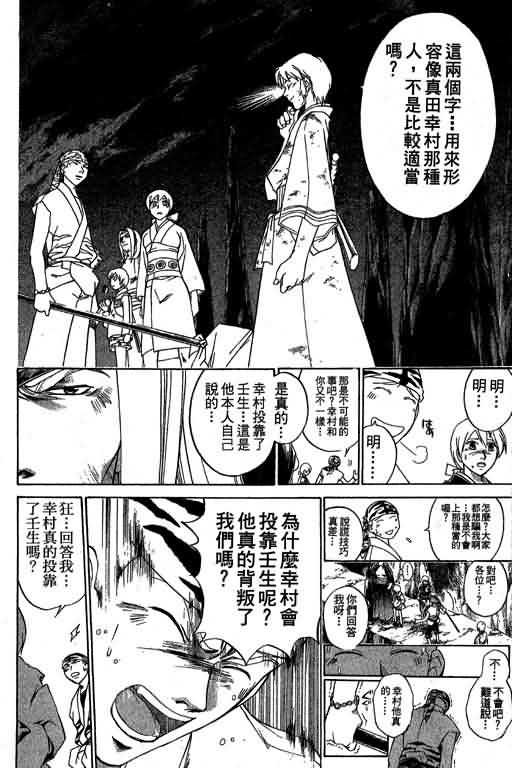 這兩個字…用來形
容像真田幸村那種
人，不是比較適當
嗎？
明…
明…
明…
はぁ
那是不可能的
事吧？幸村和
你又不一樣…
是真的…
幸村投靠了
壬生…這是
他本人自己
說的…
怎麼？大家
都想騙我啊
…我是不會
上那種當的
喔？
說謊技巧
真差…
對吧…
各位…？
你們回答
我呀…
不…
不會吧？
難道說…
幸村他真
的……
為什麼幸村會
投靠壬生呢？
他真的背叛了
我們嗎？
狂…回答我…
幸村真的投靠
了壬生嗎？